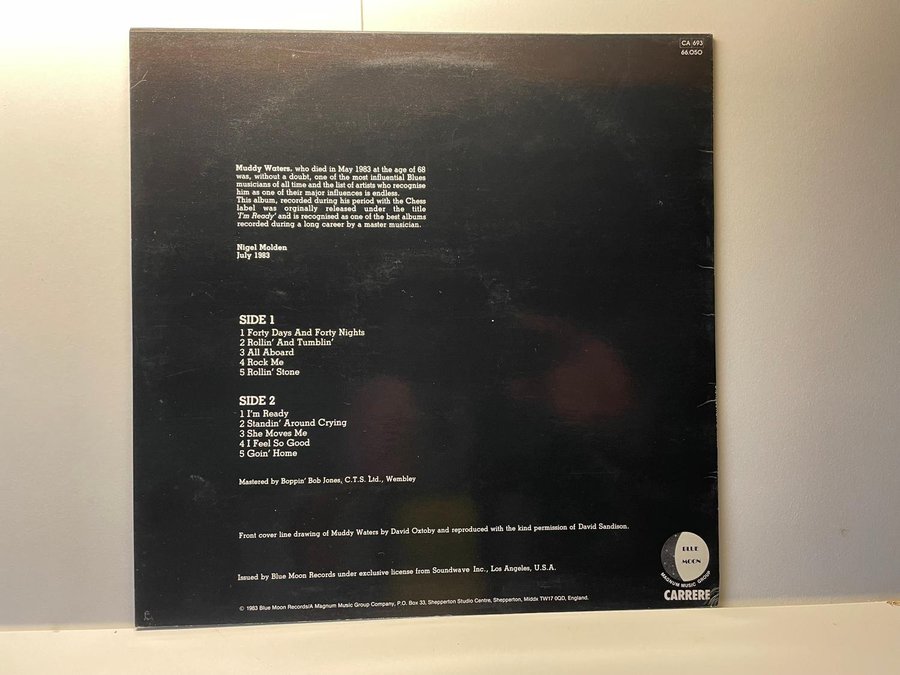 CA 693
66.050
Muddy Waters, who died in May 1983 at the age of 68
was, without a doubt, one of the most influential Blues
musicians of all time and the list of artists who recognise
him as one of their major influences is endless.
This album, recorded during his period with the Chess
label was orginally released under the title
'I'm Ready' and is recognised as one of the best albums
recorded during a long career by a master musician.
Nigel Molden
July 1983
SIDE 1
1 Forty Days And Forty Nights
2 Rollin' And Tumblin'
3 All Aboard
4 Rock Me
5 Rollin' Stone
SIDE 2
1 I'm Ready
2 Standin' Around Crying
3 She Moves Me
4 I Feel So Good
5 Goin' Home
Mastered by Boppin' Bob Jones, C.T.S. Ltd., Wembley
Front cover line drawing of Muddy Waters by David Oxtoby and reproduced with the kind permission of David Sandison.
Issued by Blue Moon Records under exclusive license from Soundwave Inc., Los Angeles, U.S.A.
© 1983 Blue Moon Records/A Magnum Music Group Company, P.O. Box 33, Shepperton Studio Centre, Shepperton, Middx TW17 0QD, England.
BLUE
MOON
MAGNUM MUSIC GROUP
CARRERE